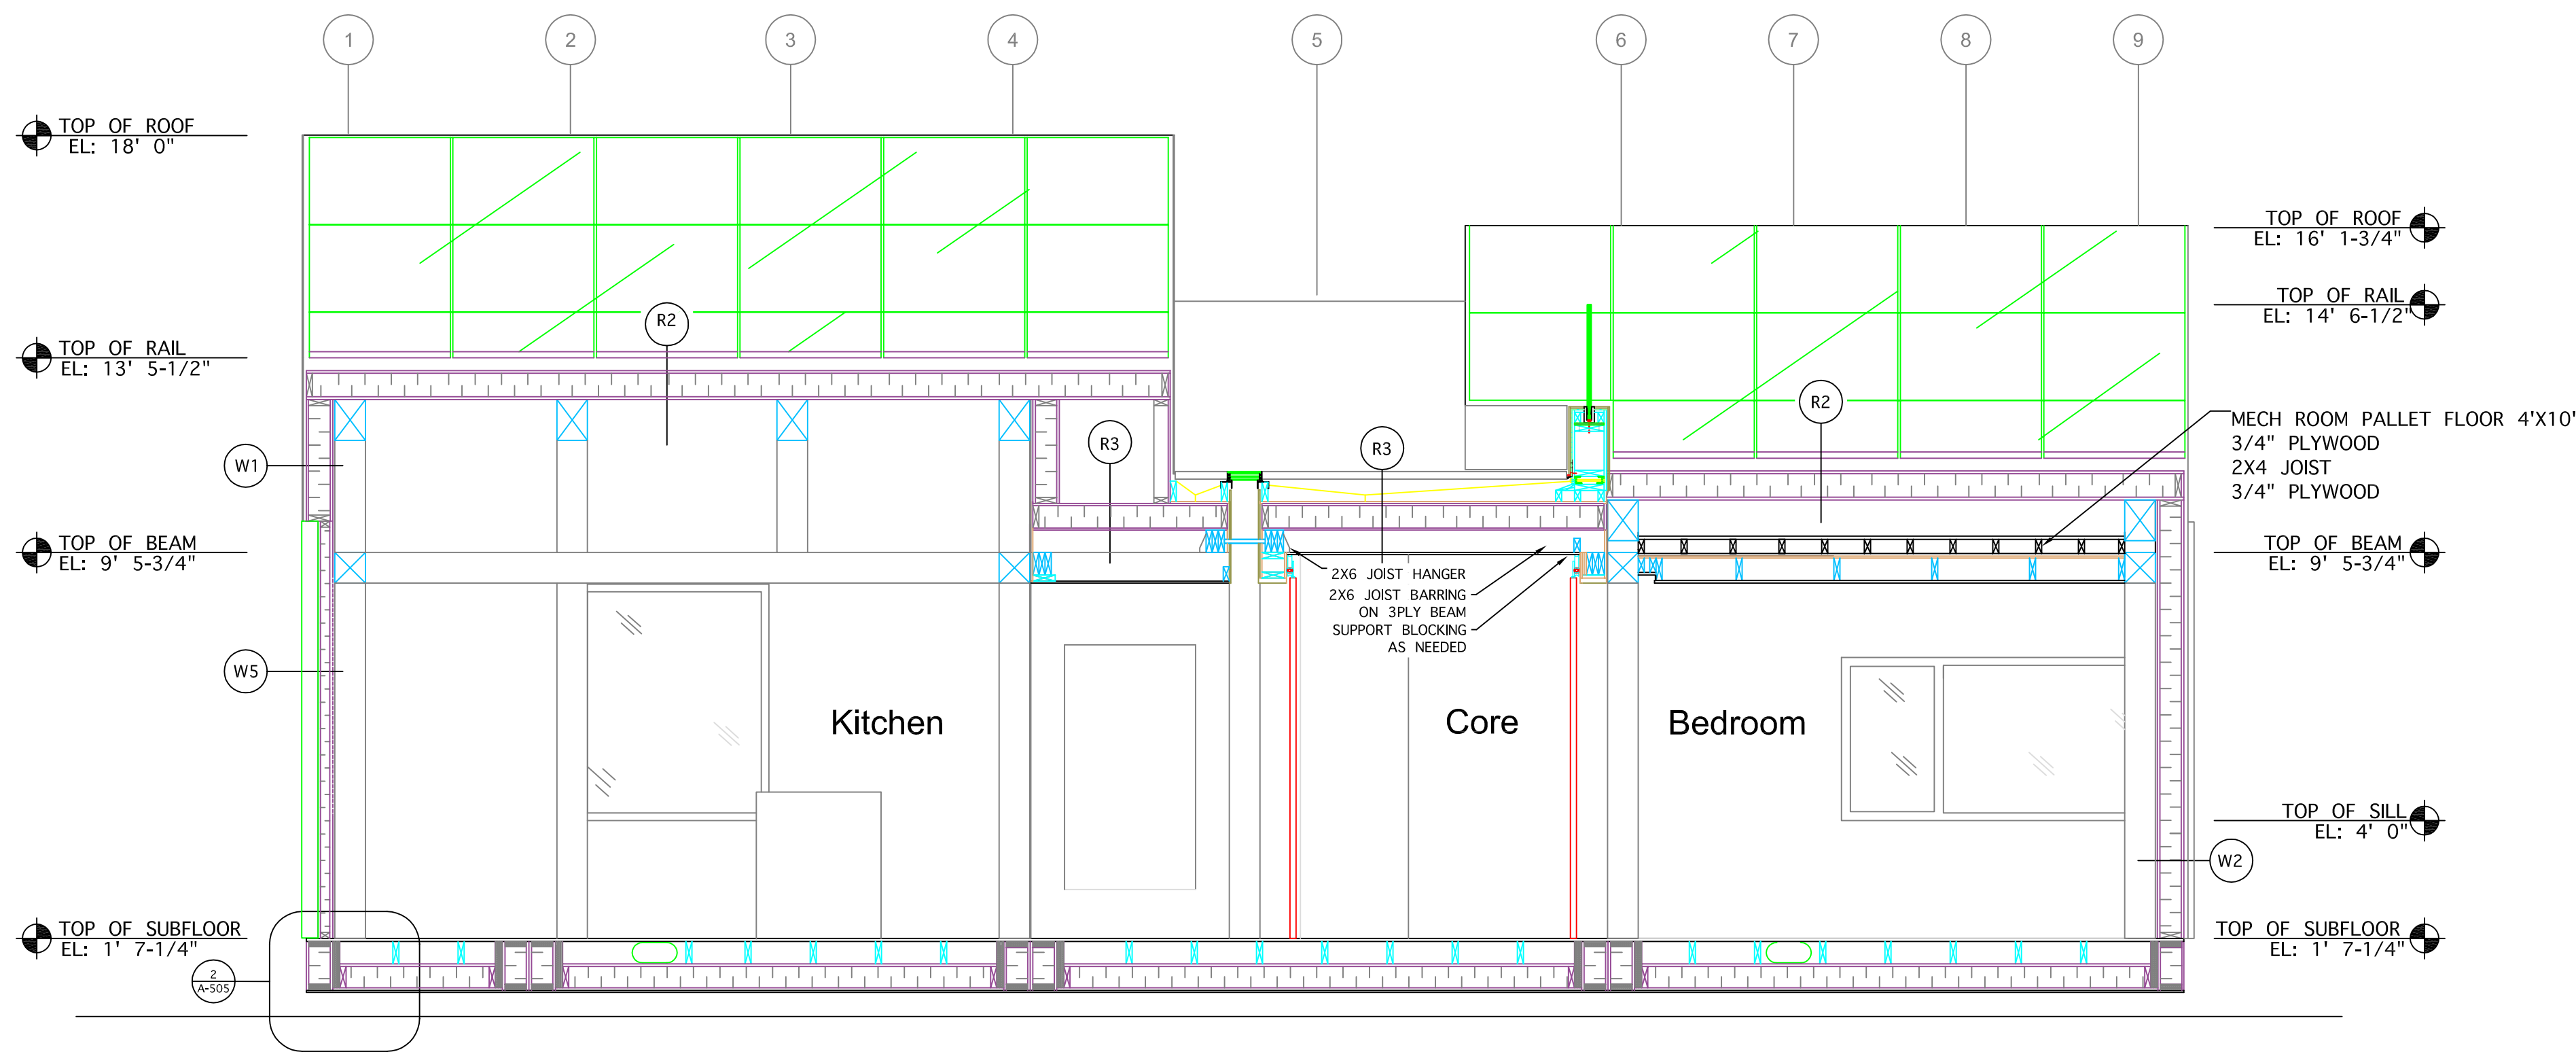 1 2 3 4 5 6 7 8 9
TOP OF ROOF
EL: 18' 0"
TOP OF ROOF
EL: 16' 1-3/4"
TOP OF RAIL
EL: 14' 6-1/2"
R2
TOP OF RAIL
EL: 13' 5-1/2"
R2
MECH ROOM PALLET FLOOR 4'X10'
3/4" PLYWOOD
2X4 JOIST
3/4" PLYWOOD
R3
R3
W1
TOP OF BEAM
EL: 9' 5-3/4"
TOP OF BEAM
EL: 9' 5-3/4"
2X6 JOIST HANGER
2X6 JOIST BARRING
ON 3PLY BEAM
SUPPORT BLOCKING
AS NEEDED
W5
Kitchen
Core
Bedroom
TOP OF SILL
EL: 4' 0"
W2
TOP OF SUBFLOOR
EL: 1' 7-1/4"
TOP OF SUBFLOOR
EL: 1' 7-1/4"
2
A-505